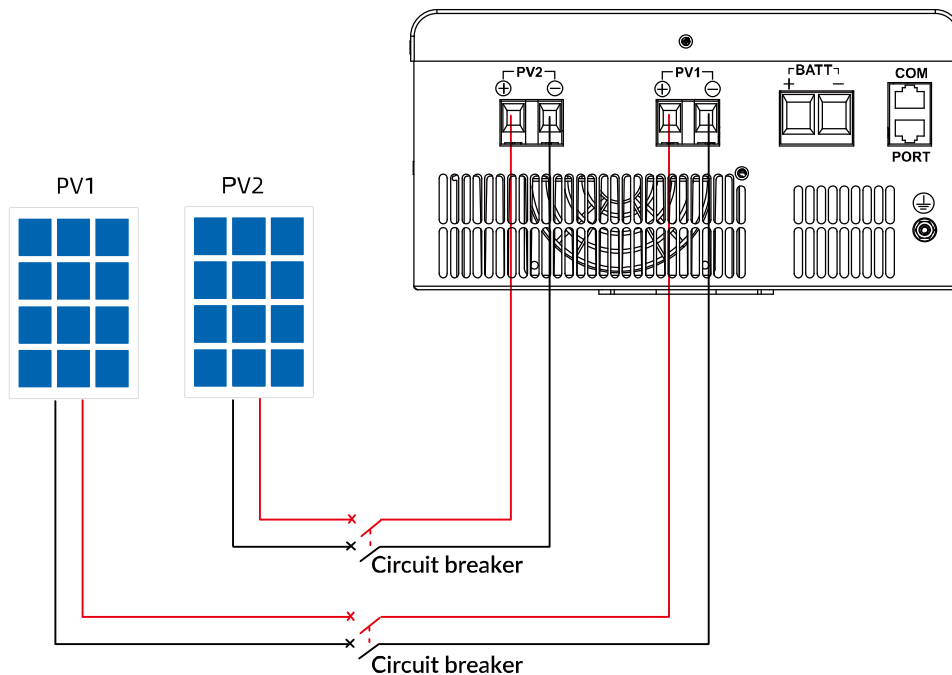 PV2
+ −
PV1
+ −
BATT
+ −
COM
PORT
PV1
PV2
Circuit breaker
Circuit breaker